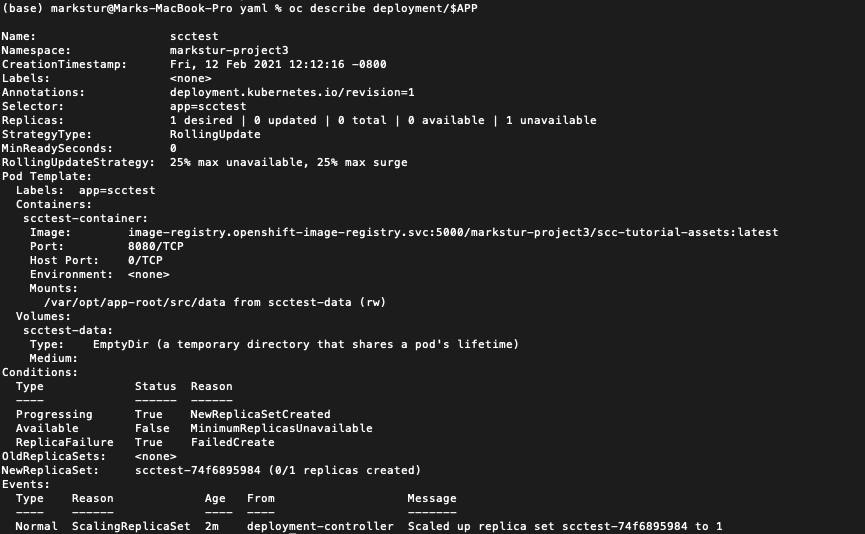 (base) markstur@Marks-MacBook-Pro yaml % oc describe deployment/$APP
Name:                   scctest
Namespace:              markstur-project3
CreationTimestamp:      Fri, 12 Feb 2021 12:12:16 -0800
Labels:                 <none>
Annotations:            deployment.kubernetes.io/revision=1
Selector:               app=scctest
Replicas:               1 desired | 0 updated | 0 total | 0 available | 1 unavailable
StrategyType:           RollingUpdate
MinReadySeconds:        0
RollingUpdateStrategy:  25% max unavailable, 25% max surge
Pod Template:
  Labels:  app=scctest
  Containers:
   scctest-container:
    Image:        image-registry.openshift-image-registry.svc:5000/markstur-project3/scc-tutorial-assets:latest
    Port:         8080/TCP
    Host Port:    0/TCP
    Environment:  <none>
    Mounts:
      /var/opt/app-root/src/data from scctest-data (rw)
  Volumes:
   scctest-data:
    Type:    EmptyDir (a temporary directory that shares a pod's lifetime)
    Medium:
Conditions:
  Type             Status  Reason
  ----             ------  ------
  Progressing      True    NewReplicaSetCreated
  Available        False   MinimumReplicasUnavailable
  ReplicaFailure   True    FailedCreate
OldReplicaSets:    <none>
NewReplicaSet:     scctest-74f6895984 (0/1 replicas created)
Events:
  Type    Reason             Age   From                   Message
  ----    ------             ----  ----                   -------
  Normal  ScalingReplicaSet  2m    deployment-controller  Scaled up replica set scctest-74f6895984 to 1